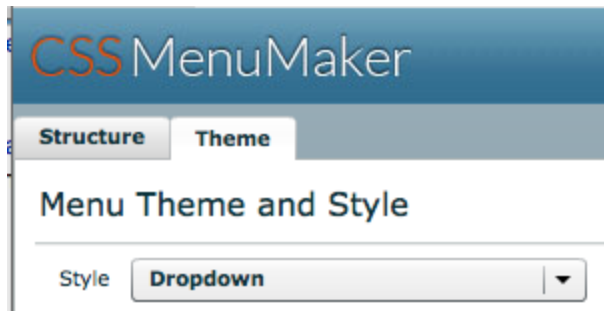 CSS MenuMaker
Structure Theme
Menu Theme and Style
Style Dropdown